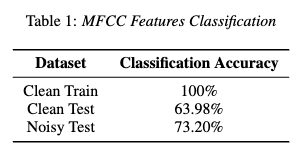 Table 1: MFCC Features Classification
Dataset Classification Accuracy
Clean Train 100%
Clean Test 63.98%
Noisy Test 73.20%